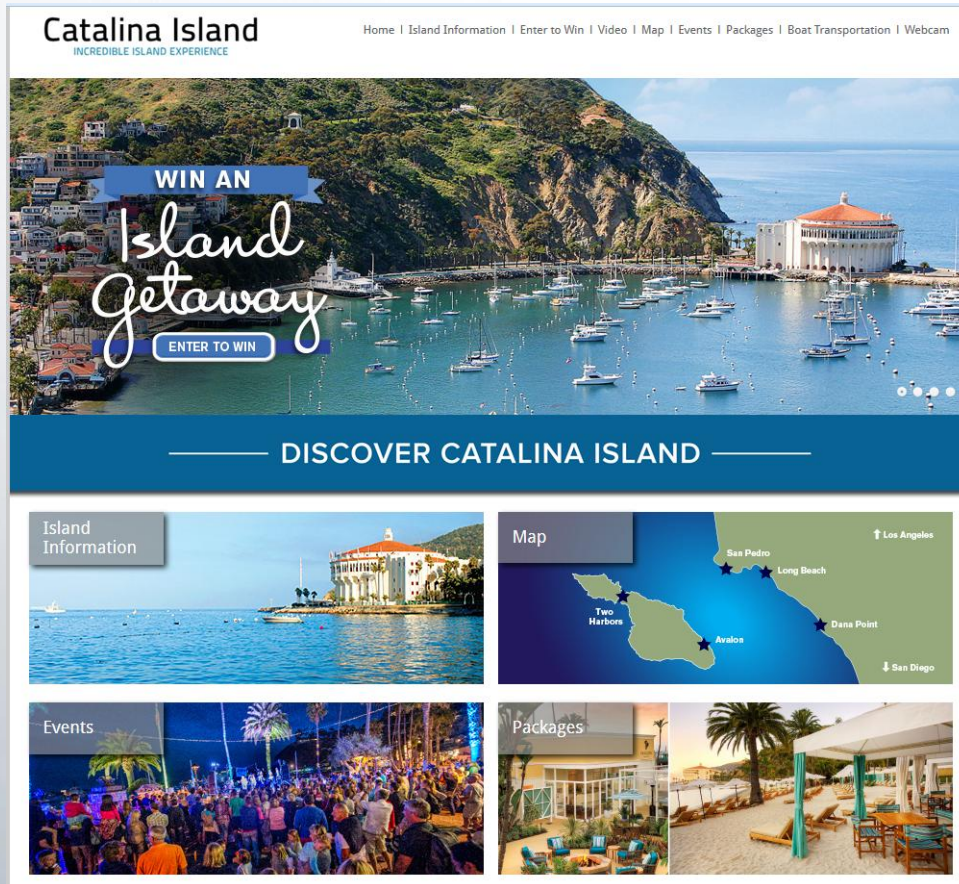 Catalina Island
INCREDIBLE ISLAND EXPERIENCE
Home | Island Information | Enter to Win | Video | Map | Events | Packages | Boat Transportation | Webcam
WIN AN
Island
Getaway
ENTER TO WIN
DISCOVER CATALINA ISLAND
Island
Information
Map
↑ Los Angeles
San Pedro
Long Beach
Two
Harbors
Dana Point
Avalon
↓ San Diego
Events
Packages